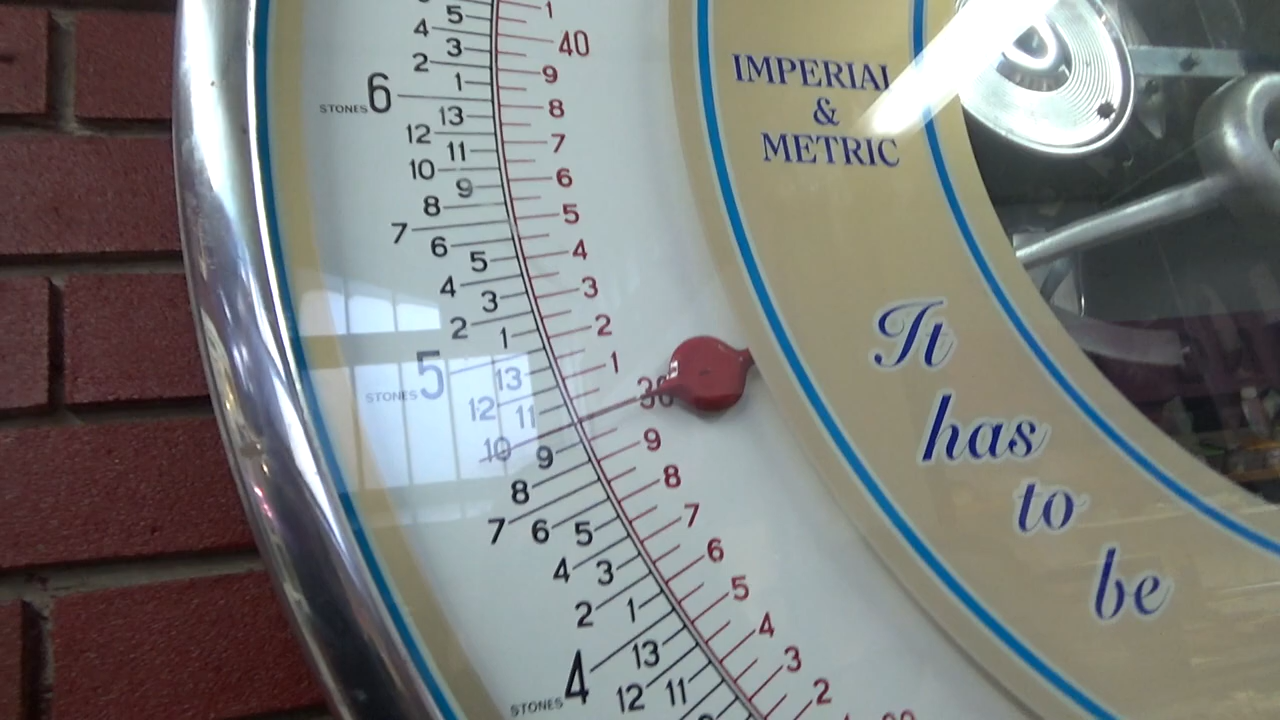 5 1
4 40
3
2 9
1
STONES 6 8
13
12 7
11
10 6
9
8 5
7
6 4
5
4 3
3
2 2
1
STONES 5 1
13
12 30
11
10
9 9
8 8
7 6 5 7
4 3 6
2 1 5
4
STONES 4 13 3
12 11 2
IMPERIAL
&
METRIC
It
has
to
be